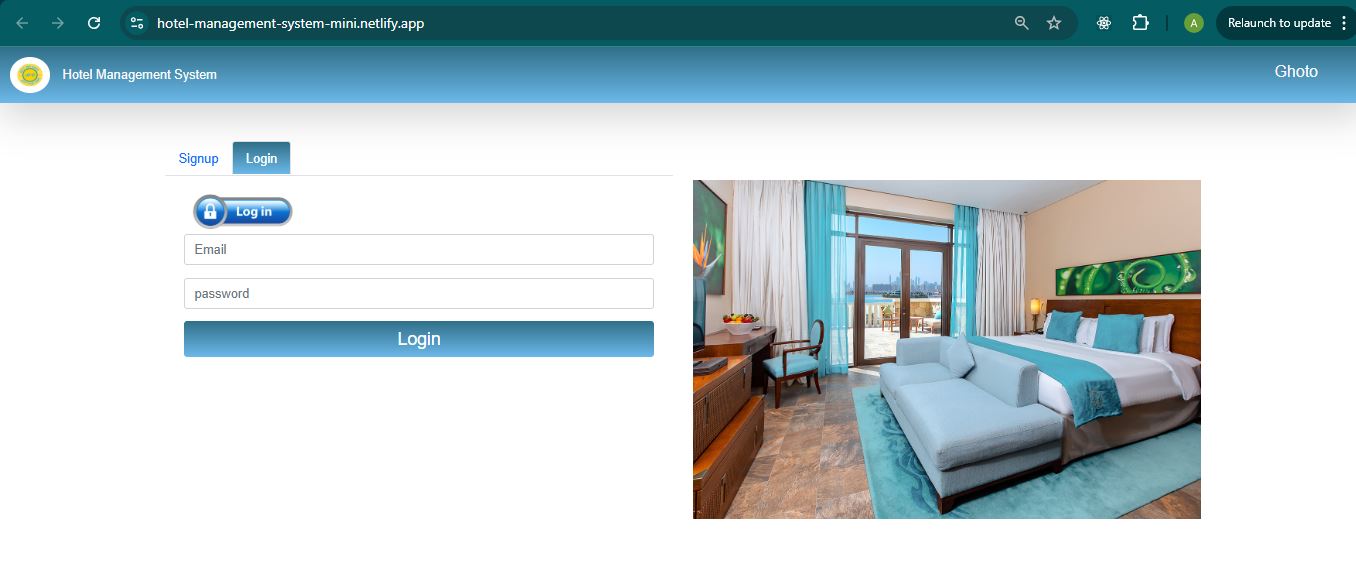 hotel-management-system-mini.netlify.app
A
Relaunch to update
Hotel Management System
Ghoto
Signup
Login
Log in
Email
password
Login